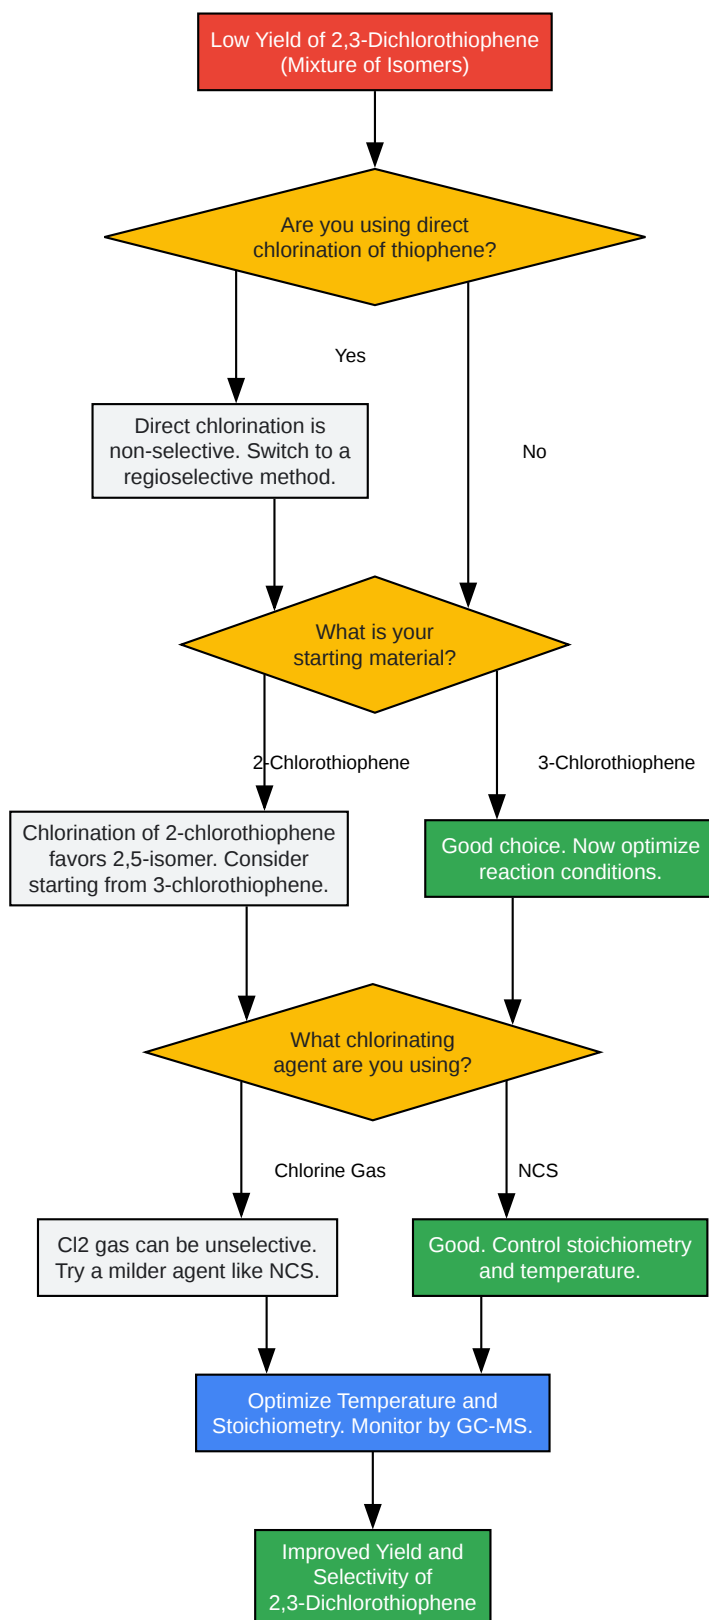 Low Yield of 2,3-Dichlorothiophene
(Mixture of Isomers)
Are you using direct
chlorination of thiophene?
Yes
Direct chlorination is
non-selective. Switch to a
regioselective method.
No
What is your
starting material?
2-Chlorothiophene
3-Chlorothiophene
Chlorination of 2-chlorothiophene
favors 2,5-isomer. Consider
starting from 3-chlorothiophene.
Good choice. Now optimize
reaction conditions.
What chlorinating
agent are you using?
Chlorine Gas
NCS
Cl2 gas can be unselective.
Try a milder agent like NCS.
Good. Control stoichiometry
and temperature.
Optimize Temperature and
Stoichiometry. Monitor by GC-MS.
Improved Yield and
Selectivity of
2,3-Dichlorothiophene